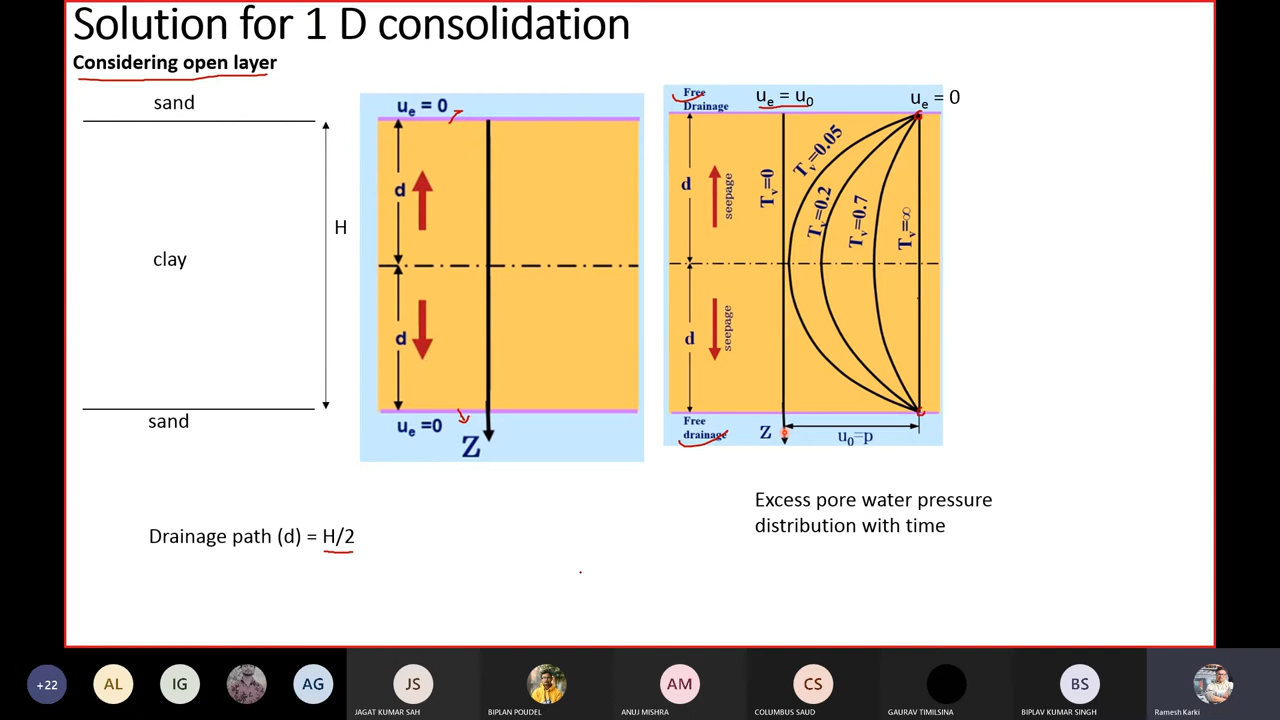 Solution for 1 D consolidation
Considering open layer
sand
clay
sand
H
uₑ = 0
d
d
uₑ =0
Z
Free
Drainage
uₑ = u₀
uₑ = 0
d
seepage
Tᵥ=0
Tᵥ=0.05
Tᵥ=0.2
Tᵥ=0.7
Tᵥ=∞
d
seepage
Free
drainage
Z
u₀=p
Drainage path (d) = H/2
Excess pore water pressure
distribution with time
+22
AL
IG
AG
JS
JAGAT KUMAR SAH
BIPLAN POUDEL
AM
ANUJ MISHRA
CS
COLUMBUS SAUD
GAURAV TIMILSINA
BS
BIPLAV KUMAR SINGH
Ramesh Karki